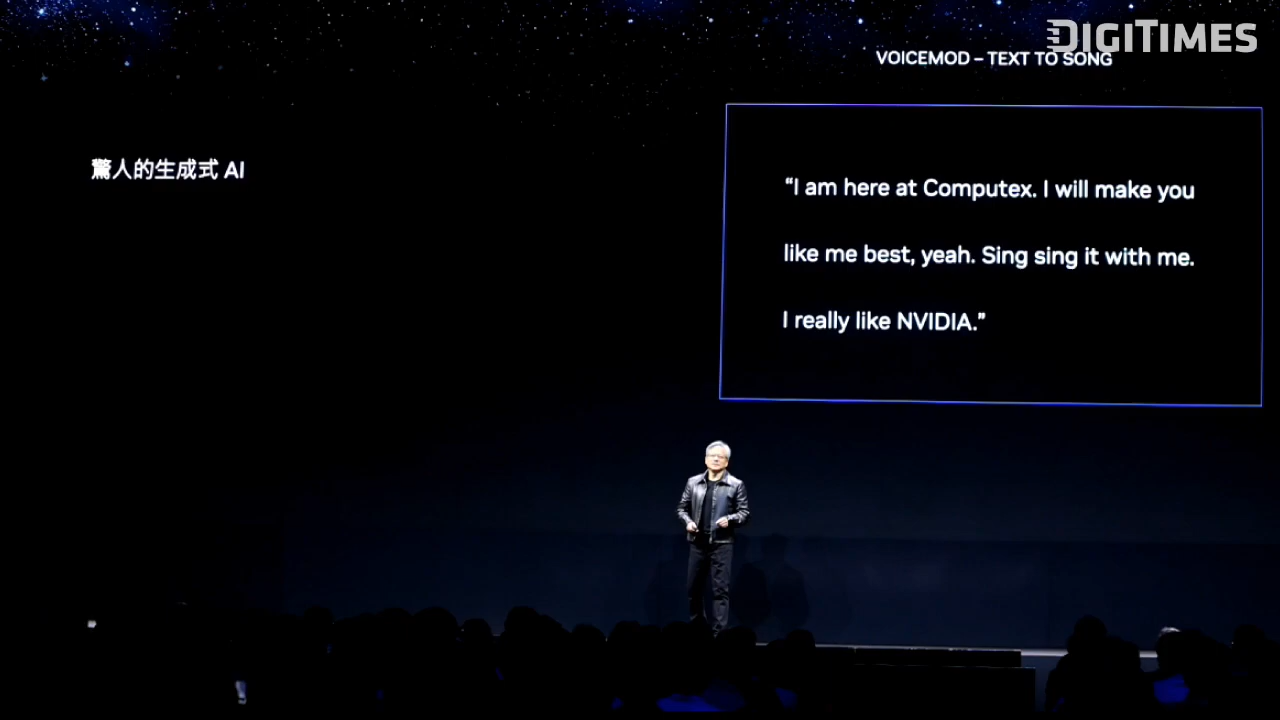 DIGITIMES
VOICEMOD – TEXT TO SONG
驚人的生成式 AI
“I am here at Computex. I will make you
like me best, yeah. Sing sing it with me.
I really like NVIDIA.”